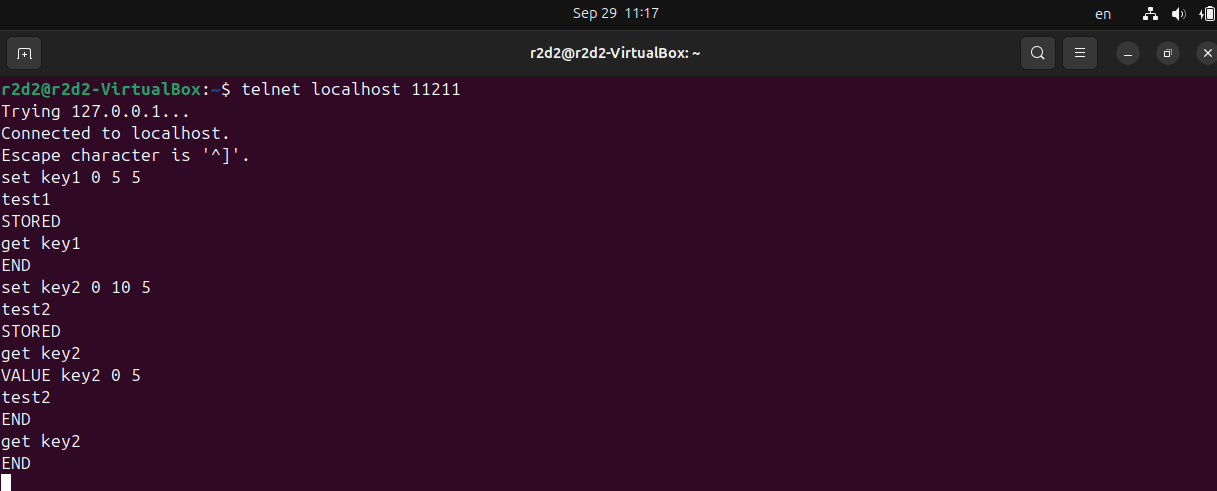 Sep 29 11:17
en
r2d2@r2d2-VirtualBox: ~
r2d2@r2d2-VirtualBox:~$ telnet localhost 11211
Trying 127.0.0.1...
Connected to localhost.
Escape character is '^]'.
set key1 0 5 5
test1
STORED
get key1
END
set key2 0 10 5
test2
STORED
get key2
VALUE key2 0 5
test2
END
get key2
END